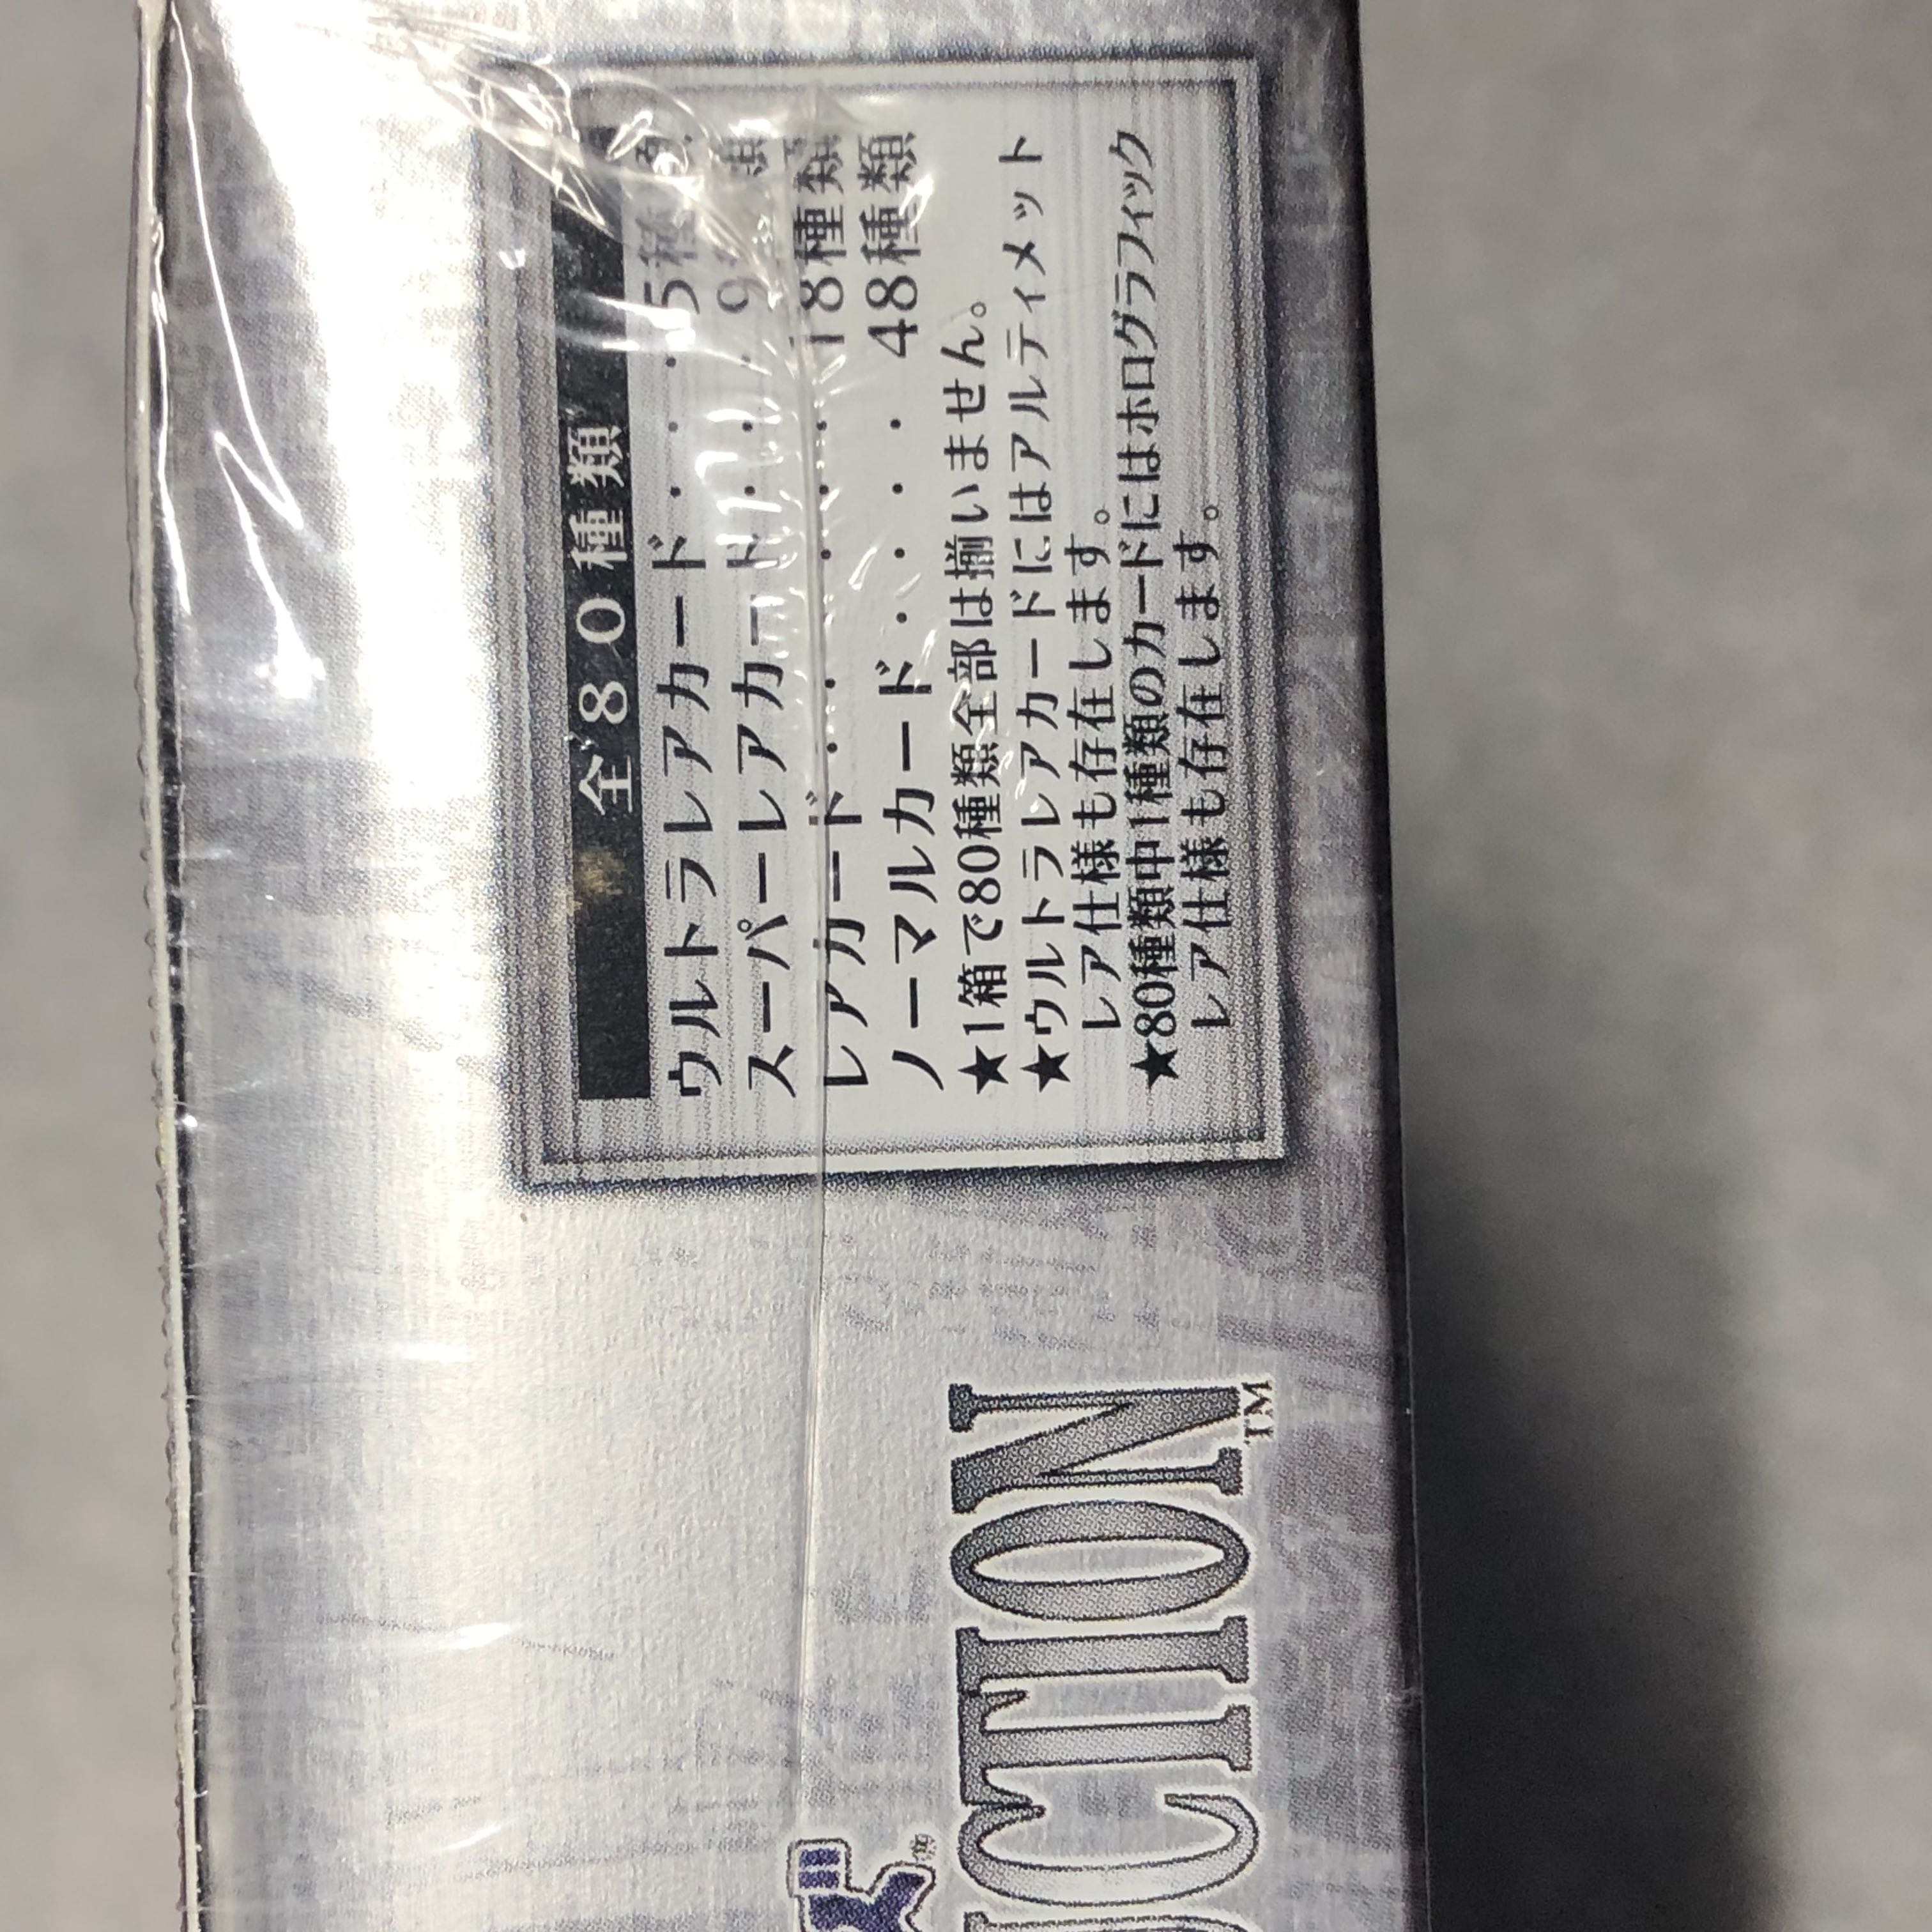 全80種類
ウルトラレアカード・・・・5種類
スーパーレアカード・・・・9種類
レアカード・・・・・・18種類
ノーマルカード・・・・・48種類
★1箱で80種類全部は揃いません。
★ウルトラレアカードにはアルティメット
レア仕様も存在します。
★80種類中1種類のカードにはホログラフィック
レア仕様も存在します。
UCTION™